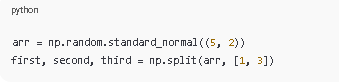 python
arr = np.random.standard_normal((5, 2))
first, second, third = np.split(arr, [1, 3])